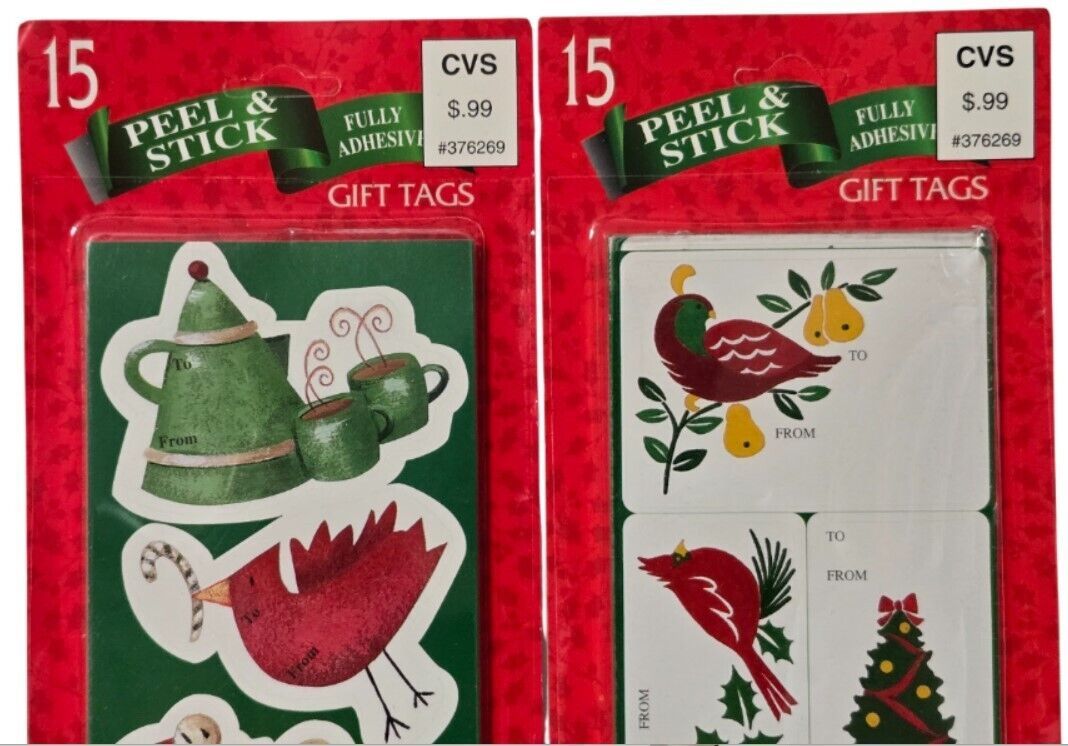 15
PEEL &
STICK
FULLY
ADHESIVE
CVS
$.99
#376269
GIFT TAGS
To
From
To
From
15
PEEL &
STICK
FULLY
ADHESIVE
CVS
$.99
#376269
GIFT TAGS
TO
FROM
TO
FROM
FROM